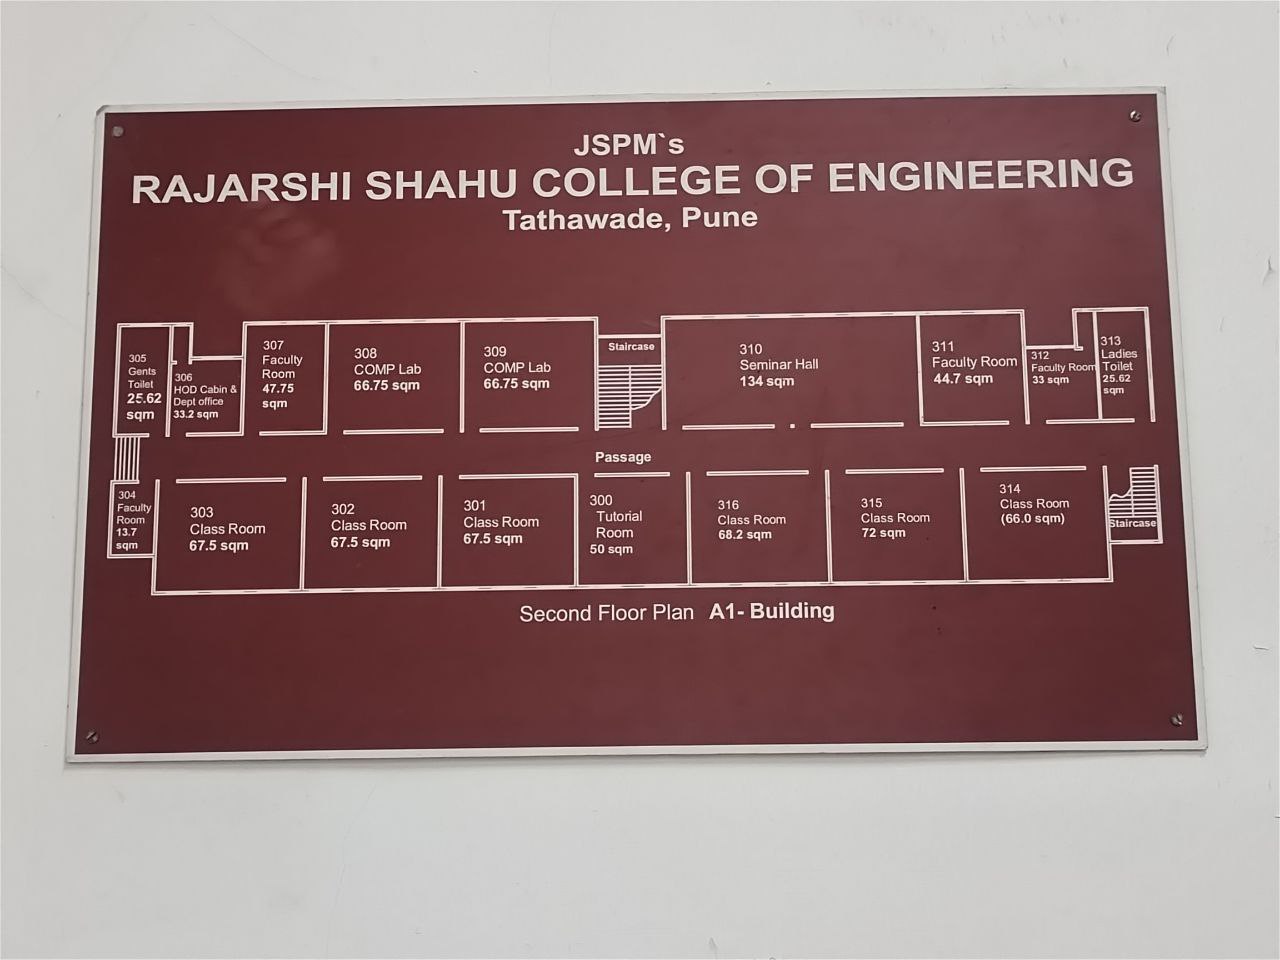 JSPM`s
RAJARSHI SHAHU COLLEGE OF ENGINEERING
Tathawade, Pune
305
Gents
Toilet
25.62
sqm
306
HOD Cabin &
Dept office
33.2 sqm
307
Faculty
Room
47.75
sqm
308
COMP Lab
66.75 sqm
309
COMP Lab
66.75 sqm
Staircase
310
Seminar Hall
134 sqm
311
Faculty Room
44.7 sqm
312
Faculty Room
33 sqm
313
Ladies
Toilet
25.62
sqm
Passage
304
Faculty
Room
13.7
sqm
303
Class Room
67.5 sqm
302
Class Room
67.5 sqm
301
Class Room
67.5 sqm
300
Tutorial
Room
50 sqm
316
Class Room
68.2 sqm
315
Class Room
72 sqm
314
Class Room
(66.0 sqm)
Staircase
Second Floor Plan A1- Building